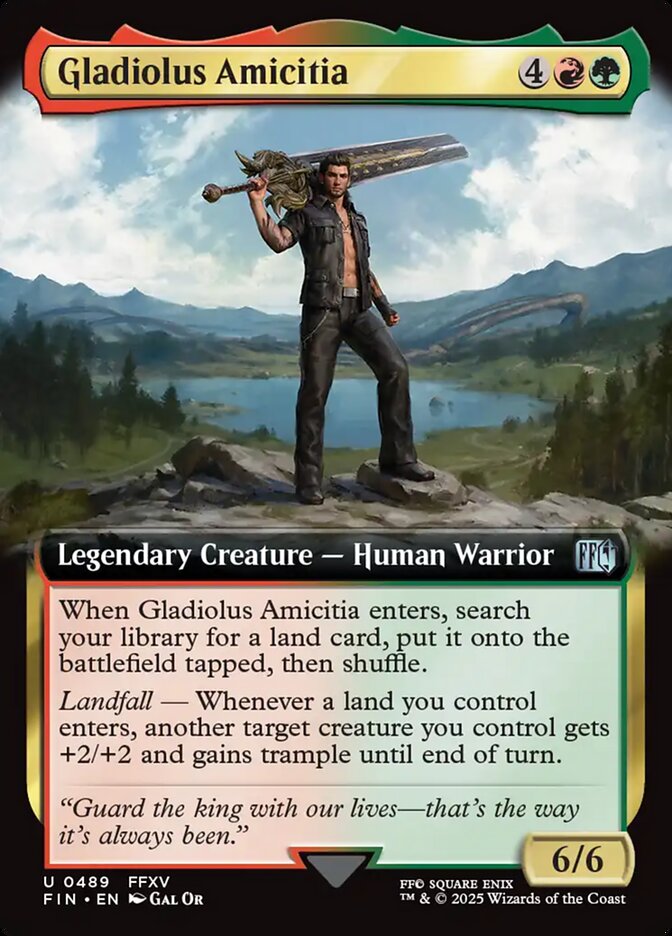 Gladiolus Amicitia 4
Legendary Creature — Human Warrior FF
When Gladiolus Amicitia enters, search
your library for a land card, put it onto the
battlefield tapped, then shuffle.
Landfall — Whenever a land you control
enters, another target creature you control gets
+2/+2 and gains trample until end of turn.
“Guard the king with our lives—that’s the way
it’s always been.”
6/6
U 0489 FFXV
FIN • EN Gal Or
FF© SQUARE ENIX
™ & © 2025 Wizards of the Coast